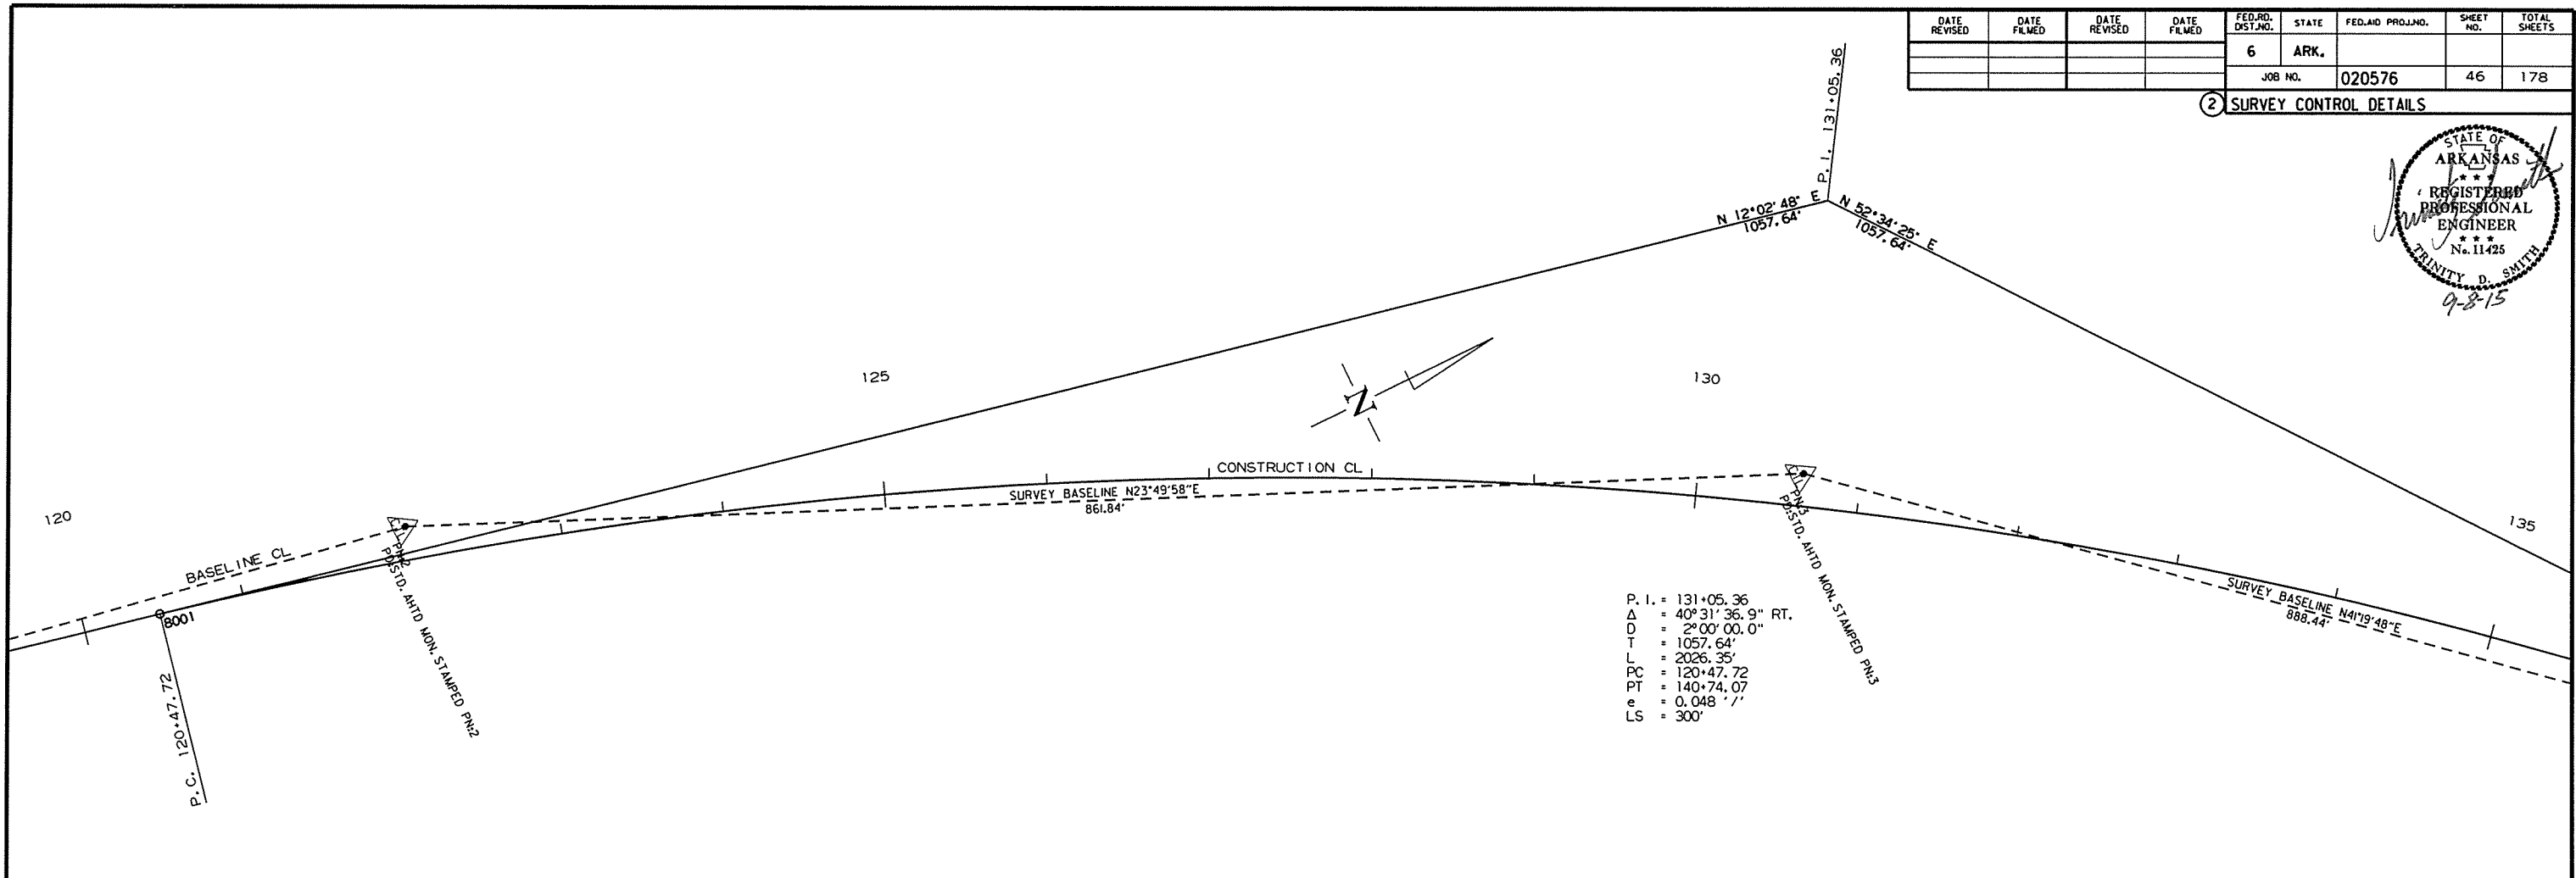 DATE REVISED
DATE FILMED
DATE REVISED
DATE FILMED
FED.RD. DIST.NO.
STATE
FED.AID PROJ.NO.
SHEET NO.
TOTAL SHEETS
6 ARK.
JOB NO. 020576 46 178
2 SURVEY CONTROL DETAILS
STATE OF
ARKANSAS
★ ★ ★
REGISTERED
PROFESSIONAL
ENGINEER
★ ★ ★
No. 11425
TRINITY D. SMITH
9-8-15
P.I. 131+05.36
N 12°02'48" E
1057.64'
N 52°34'25" E
1057.64'
120
125
130
135
N
BASELINE CL
CONSTRUCTION CL
SURVEY BASELINE N23°49'58"E
861.84'
SURVEY BASELINE N41°19'48"E
888.44'
8001
P.C. 120+47.72
PN:2
PD:STD. AHTD MON. STAMPED PN:2
PN:3
PD:STD. AHTD MON. STAMPED PN:3
P.I. = 131+05.36
Δ = 40°31'36.9" RT.
D = 2°00'00.0"
T = 1057.64'
L = 2026.35'
PC = 120+47.72
PT = 140+74.07
e = 0.048 '/'
LS = 300'